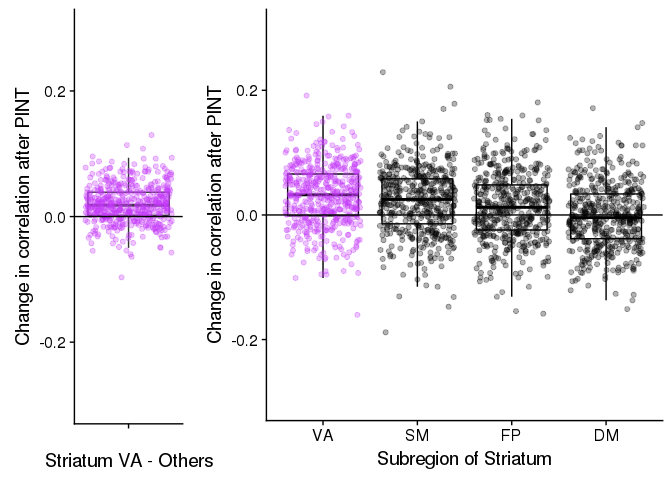 Change in correlation after PINT
0.2
0.0
-0.2
Striatum VA - Others
Change in correlation after PINT
0.2
0.0
-0.2
VA SM FP DM
Subregion of Striatum